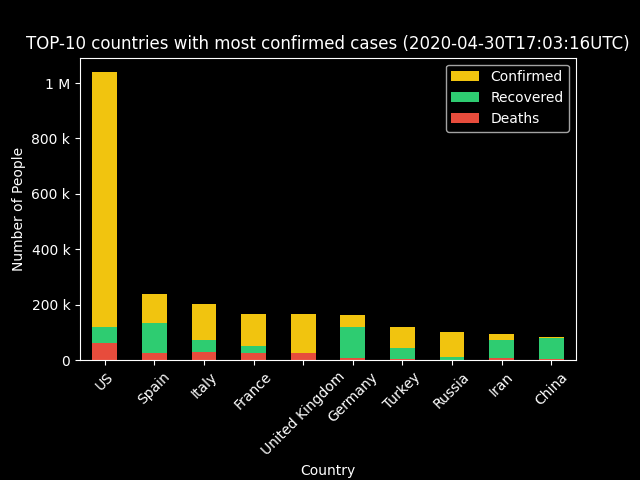 TOP-10 countries with most confirmed cases (2020-04-30T17:03:16UTC)
Confirmed
Recovered
Deaths
Number of People
1 M
800 k
600 k
400 k
200 k
0
US
Spain
Italy
France
United Kingdom
Germany
Turkey
Russia
Iran
China
Country